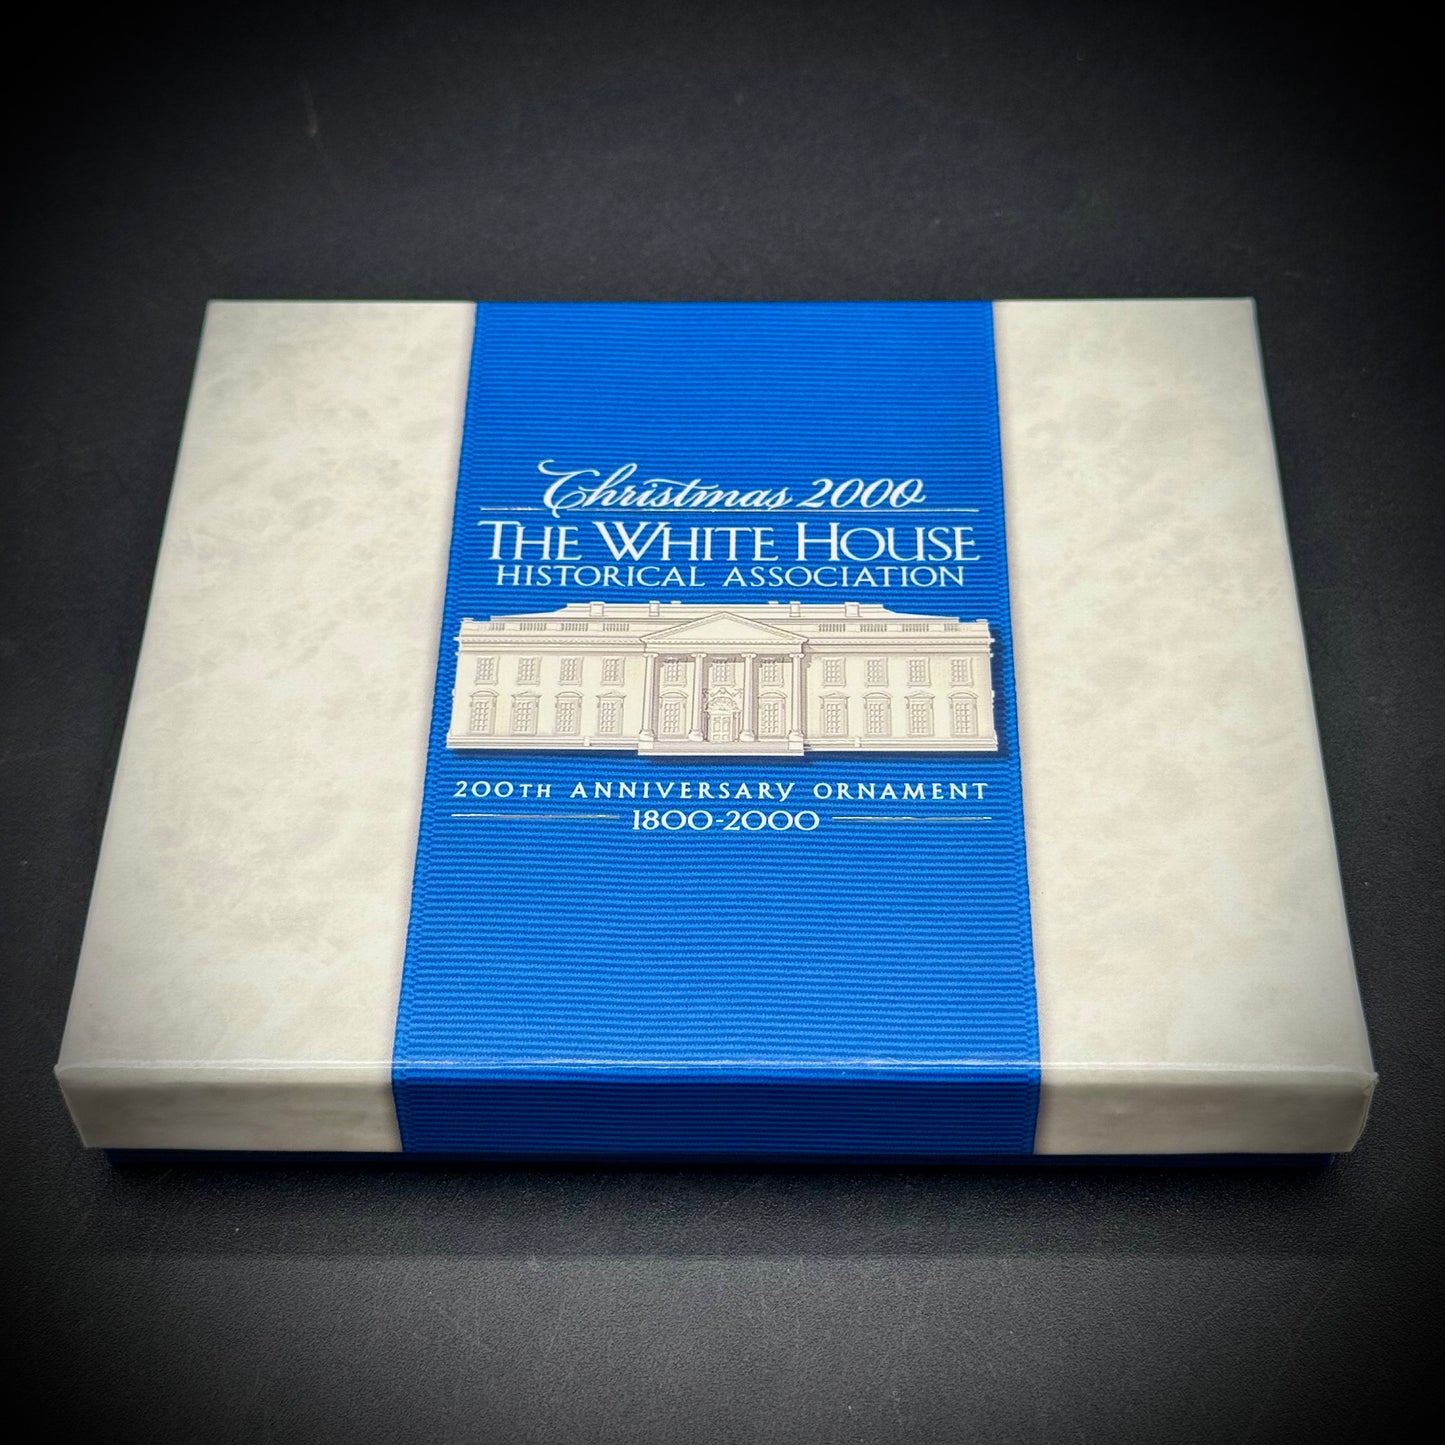 Christmas 2000
THE WHITE HOUSE
HISTORICAL ASSOCIATION
200TH ANNIVERSARY ORNAMENT
1800-2000